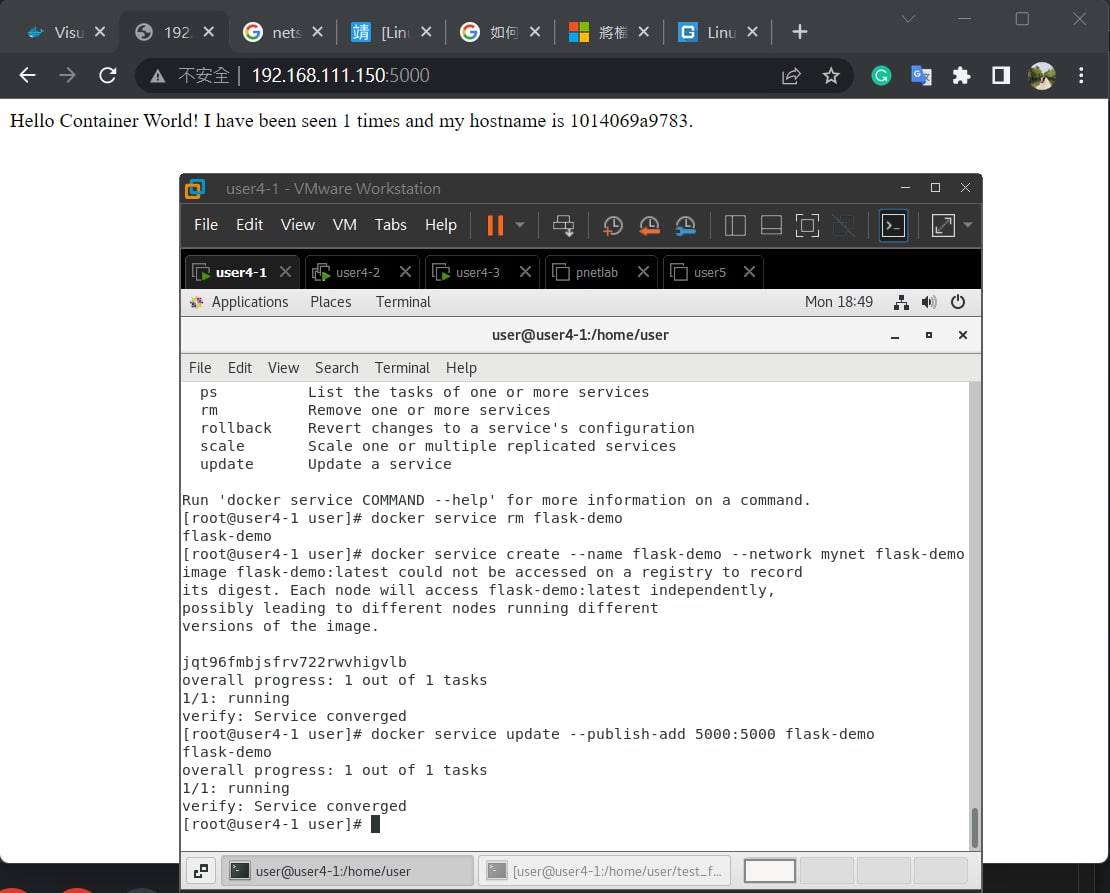 Visu
192.
nets
靖 [Linu
如何
將檔
Linu
不安全 | 192.168.111.150:5000
Hello Container World! I have been seen 1 times and my hostname is 1014069a9783.
user4-1 - VMware Workstation
File Edit View VM Tabs Help
user4-1 user4-2 user4-3 pnetlab user5
Applications Places Terminal Mon 18:49
user@user4-1:/home/user
File Edit View Search Terminal Help
ps List the tasks of one or more services
rm Remove one or more services
rollback Revert changes to a service's configuration
scale Scale one or multiple replicated services
update Update a service
Run 'docker service COMMAND --help' for more information on a command.
[root@user4-1 user]# docker service rm flask-demo
flask-demo
[root@user4-1 user]# docker service create --name flask-demo --network mynet flask-demo
image flask-demo:latest could not be accessed on a registry to record
its digest. Each node will access flask-demo:latest independently,
possibly leading to different nodes running different
versions of the image.
jqt96fmbjsfrv722rwvhigvlb
overall progress: 1 out of 1 tasks
1/1: running
verify: Service converged
[root@user4-1 user]# docker service update --publish-add 5000:5000 flask-demo
flask-demo
overall progress: 1 out of 1 tasks
1/1: running
verify: Service converged
[root@user4-1 user]#
user@user4-1:/home/user
[user@user4-1:/home/user/test_f...